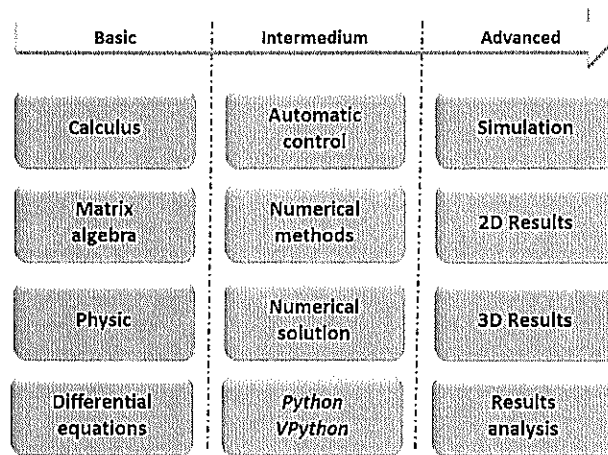 Basic Intermedium Advanced
Calculus
Automatic
control
Simulation
Matrix
algebra
Numerical
methods
2D Results
Physic
Numerical
solution
3D Results
Differential
equations
Python
VPython
Results
analysis